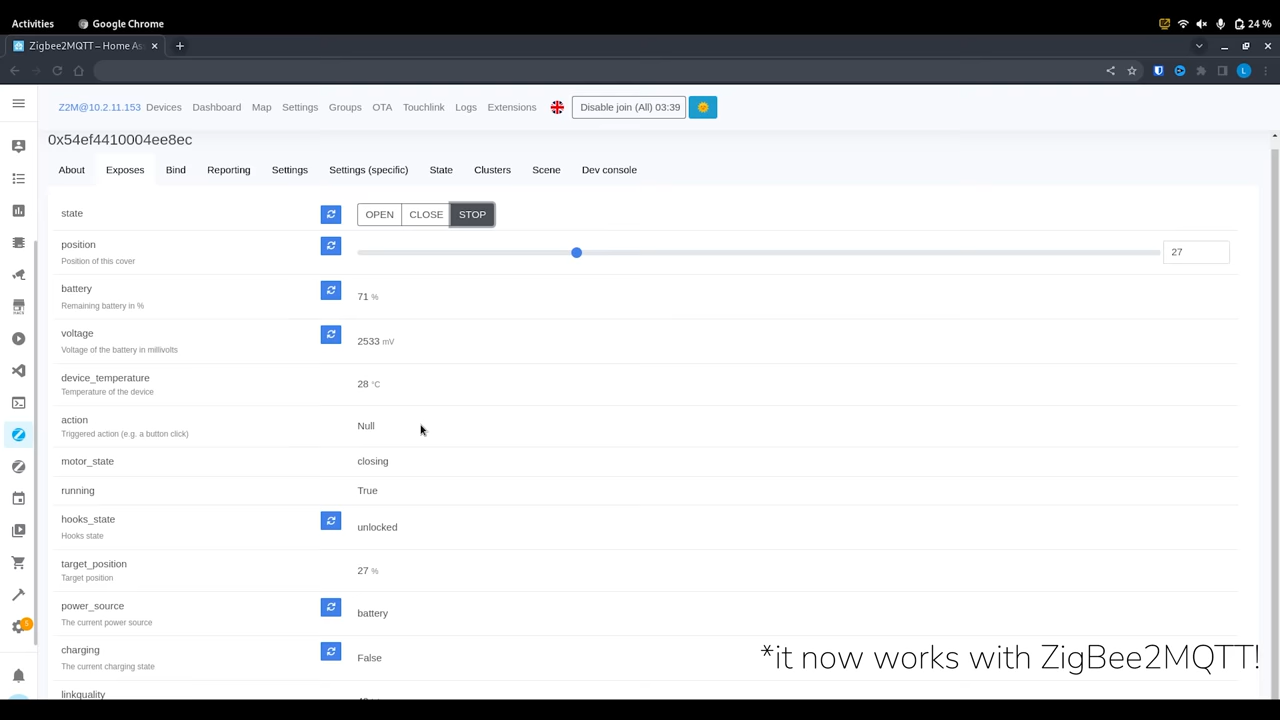 Activities
Google Chrome
24 %
Zigbee2MQTT – Home As
L
Z2M@10.2.11.153 Devices Dashboard Map Settings Groups OTA Touchlink Logs Extensions Disable join (All) 03:39
0x54ef4410004ee8ec
About Exposes Bind Reporting Settings Settings (specific) State Clusters Scene Dev console
state OPEN CLOSE STOP
position
Position of this cover
27
battery
Remaining battery in %
71 %
voltage
Voltage of the battery in millivolts
2533 mV
device_temperature
Temperature of the device
28 °C
action
Triggered action (e.g. a button click)
Null
motor_state closing
running True
hooks_state
Hooks state
unlocked
target_position
Target position
27 %
power_source
The current power source
battery
charging
The current charging state
False
linkquality
*it now works with ZigBee2MQTT!